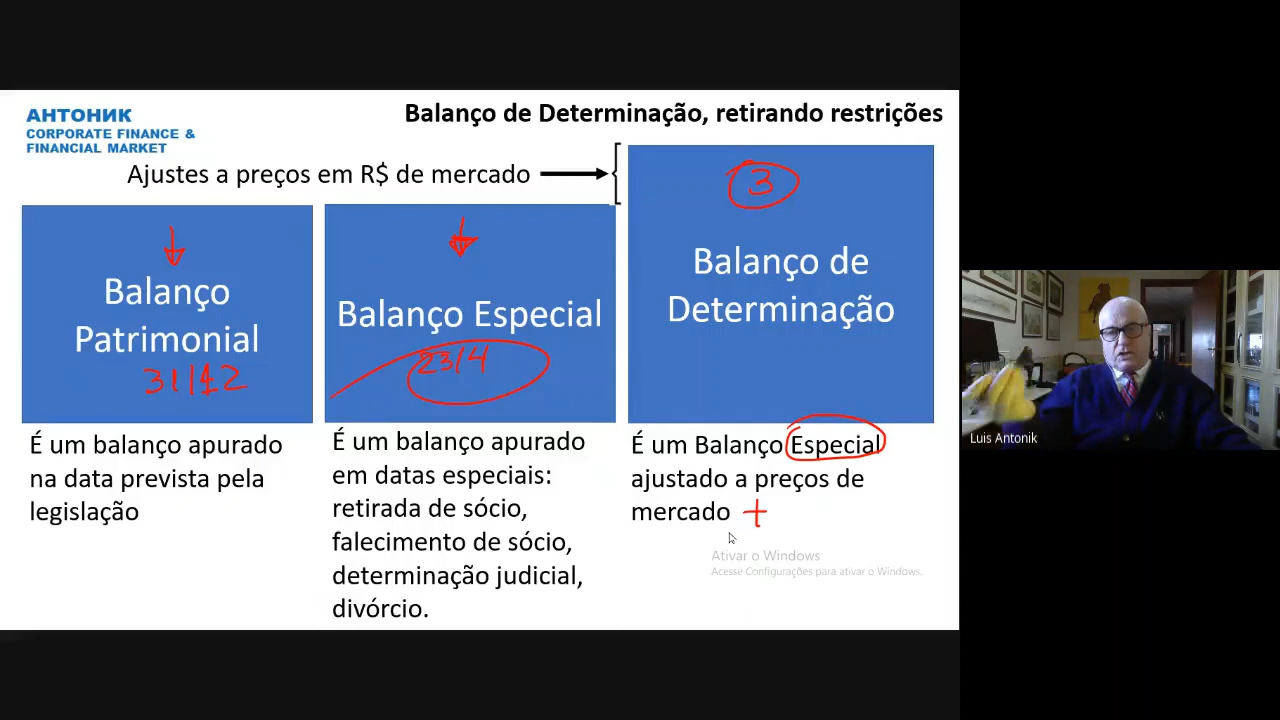 АНТОНИК
CORPORATE FINANCE &
FINANCIAL MARKET
Balanço de Determinação, retirando restrições
Ajustes a preços em R$ de mercado
Balanço
Patrimonial
31/12
É um balanço apurado
na data prevista pela
legislação
Balanço Especial
23/4
É um balanço apurado
em datas especiais:
retirada de sócio,
falecimento de sócio,
determinação judicial,
divórcio.
3
Balanço de
Determinação
É um Balanço Especial
ajustado a preços de
mercado +
Ativar o Windows
Acesse Configurações para ativar o Windows.
Luis Antonik